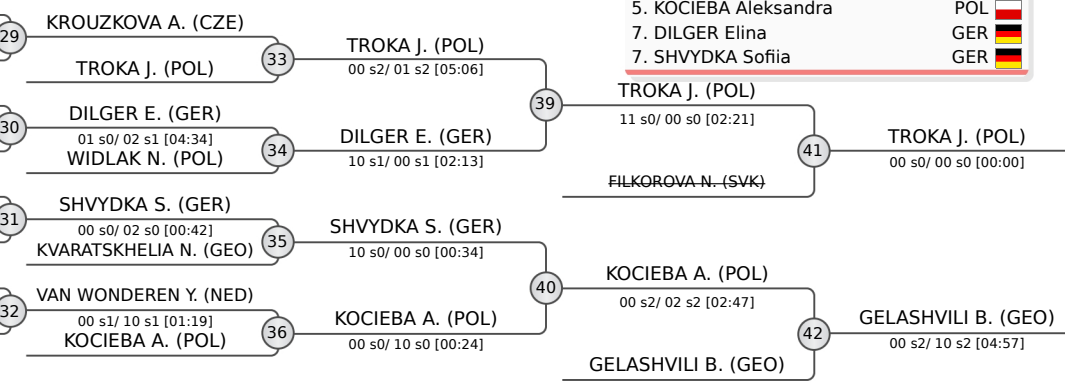 5. KOCIEBA Aleksandra POL
7. DILGER Elina GER
7. SHVYDKA Sofiia GER
29
KROUZKOVA A. (CZE)
TROKA J. (POL)
33
TROKA J. (POL)
00 s2/ 01 s2 [05:06]
30
DILGER E. (GER)
01 s0/ 02 s1 [04:34]
WIDLAK N. (POL)
34
DILGER E. (GER)
10 s1/ 00 s1 [02:13]
39
TROKA J. (POL)
11 s0/ 00 s0 [02:21]
FILKOROVA N. (SVK)
41
TROKA J. (POL)
00 s0/ 00 s0 [00:00]
31
SHVYDKA S. (GER)
00 s0/ 02 s0 [00:42]
KVARATSKHELIA N. (GEO)
35
SHVYDKA S. (GER)
10 s0/ 00 s0 [00:34]
32
VAN WONDEREN Y. (NED)
00 s1/ 10 s1 [01:19]
KOCIEBA A. (POL)
36
KOCIEBA A. (POL)
00 s0/ 10 s0 [00:24]
40
KOCIEBA A. (POL)
00 s2/ 02 s2 [02:47]
GELASHVILI B. (GEO)
42
GELASHVILI B. (GEO)
00 s2/ 10 s2 [04:57]